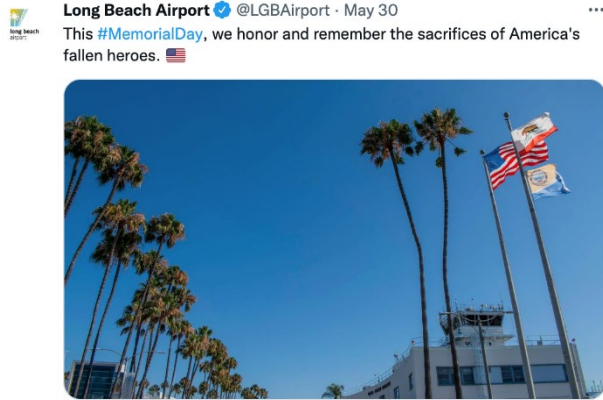 Long Beach Airport @LGBAirport · May 30
This #MemorialDay, we honor and remember the sacrifices of America's
fallen heroes. 🇺🇸
long beach
airport